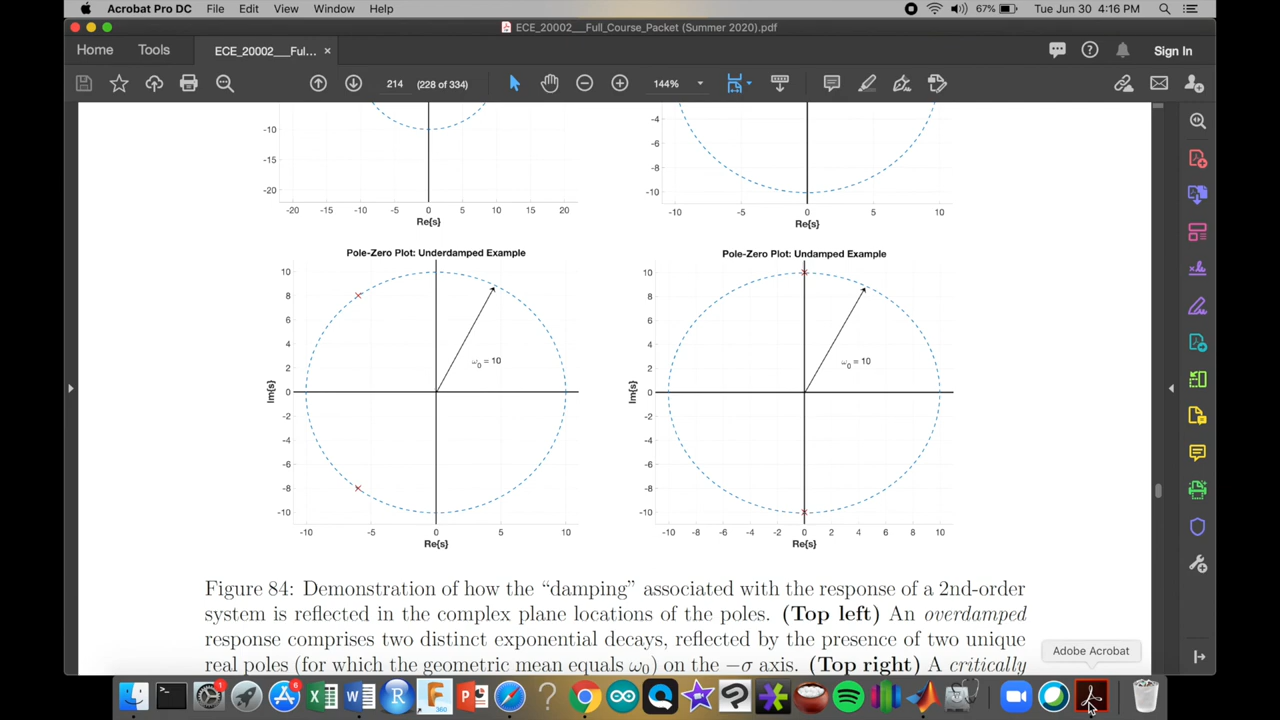 Acrobat Pro DC File Edit View Window Help 67% Tue Jun 30 4:16 PM
ECE_20002___Full_Course_Packet (Summer 2020).pdf
Home Tools ECE_20002___Ful... × Sign In
214 (228 of 334) 144%
-10
-15
-20
-20 -15 -10 -5 0 5 10 15 20
Re{s}
-4
-6
-8
-10
-10 -5 0 5 10
Re{s}
Pole-Zero Plot: Underdamped Example
10
8
6
4
2
0
-2
-4
-6
-8
-10
Im{s}
ω0 = 10
-10 -5 0 5 10
Re{s}
Pole-Zero Plot: Undamped Example
10
8
6
4
2
0
-2
-4
-6
-8
-10
Im{s}
ω0 = 10
-10 -8 -6 -4 -2 0 2 4 6 8 10
Re{s}
Figure 84: Demonstration of how the “damping” associated with the response of a 2nd-order
system is reflected in the complex plane locations of the poles. (Top left) An overdamped
response comprises two distinct exponential decays, reflected by the presence of two unique
real poles (for which the geometric mean equals ω0) on the −σ axis. (Top right) A critically
Adobe Acrobat